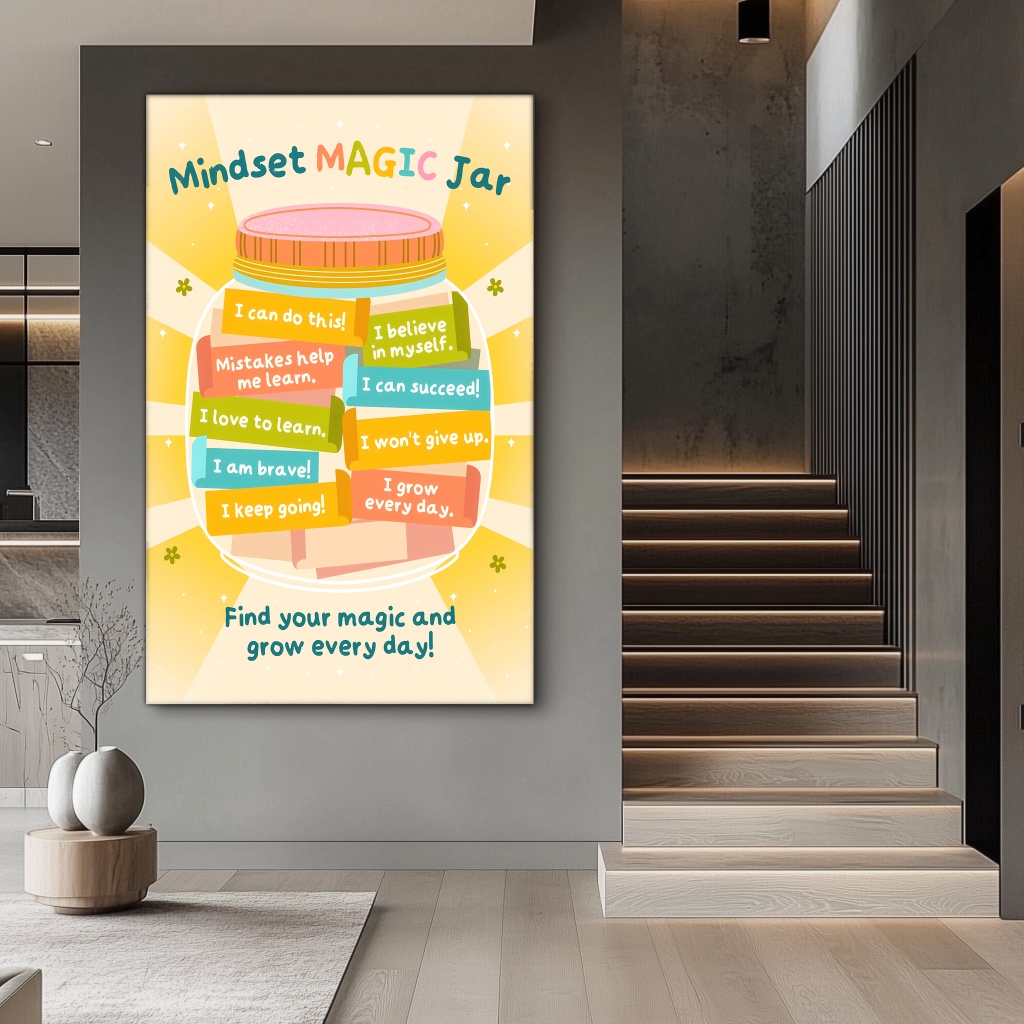 Mindset MAGIC Jar
I can do this!
I believe
in myself.
Mistakes help
me learn.
I can succeed!
I love to learn.
I won't give up.
I am brave!
I grow
every day.
I keep going!
Find your magic and
grow every day!